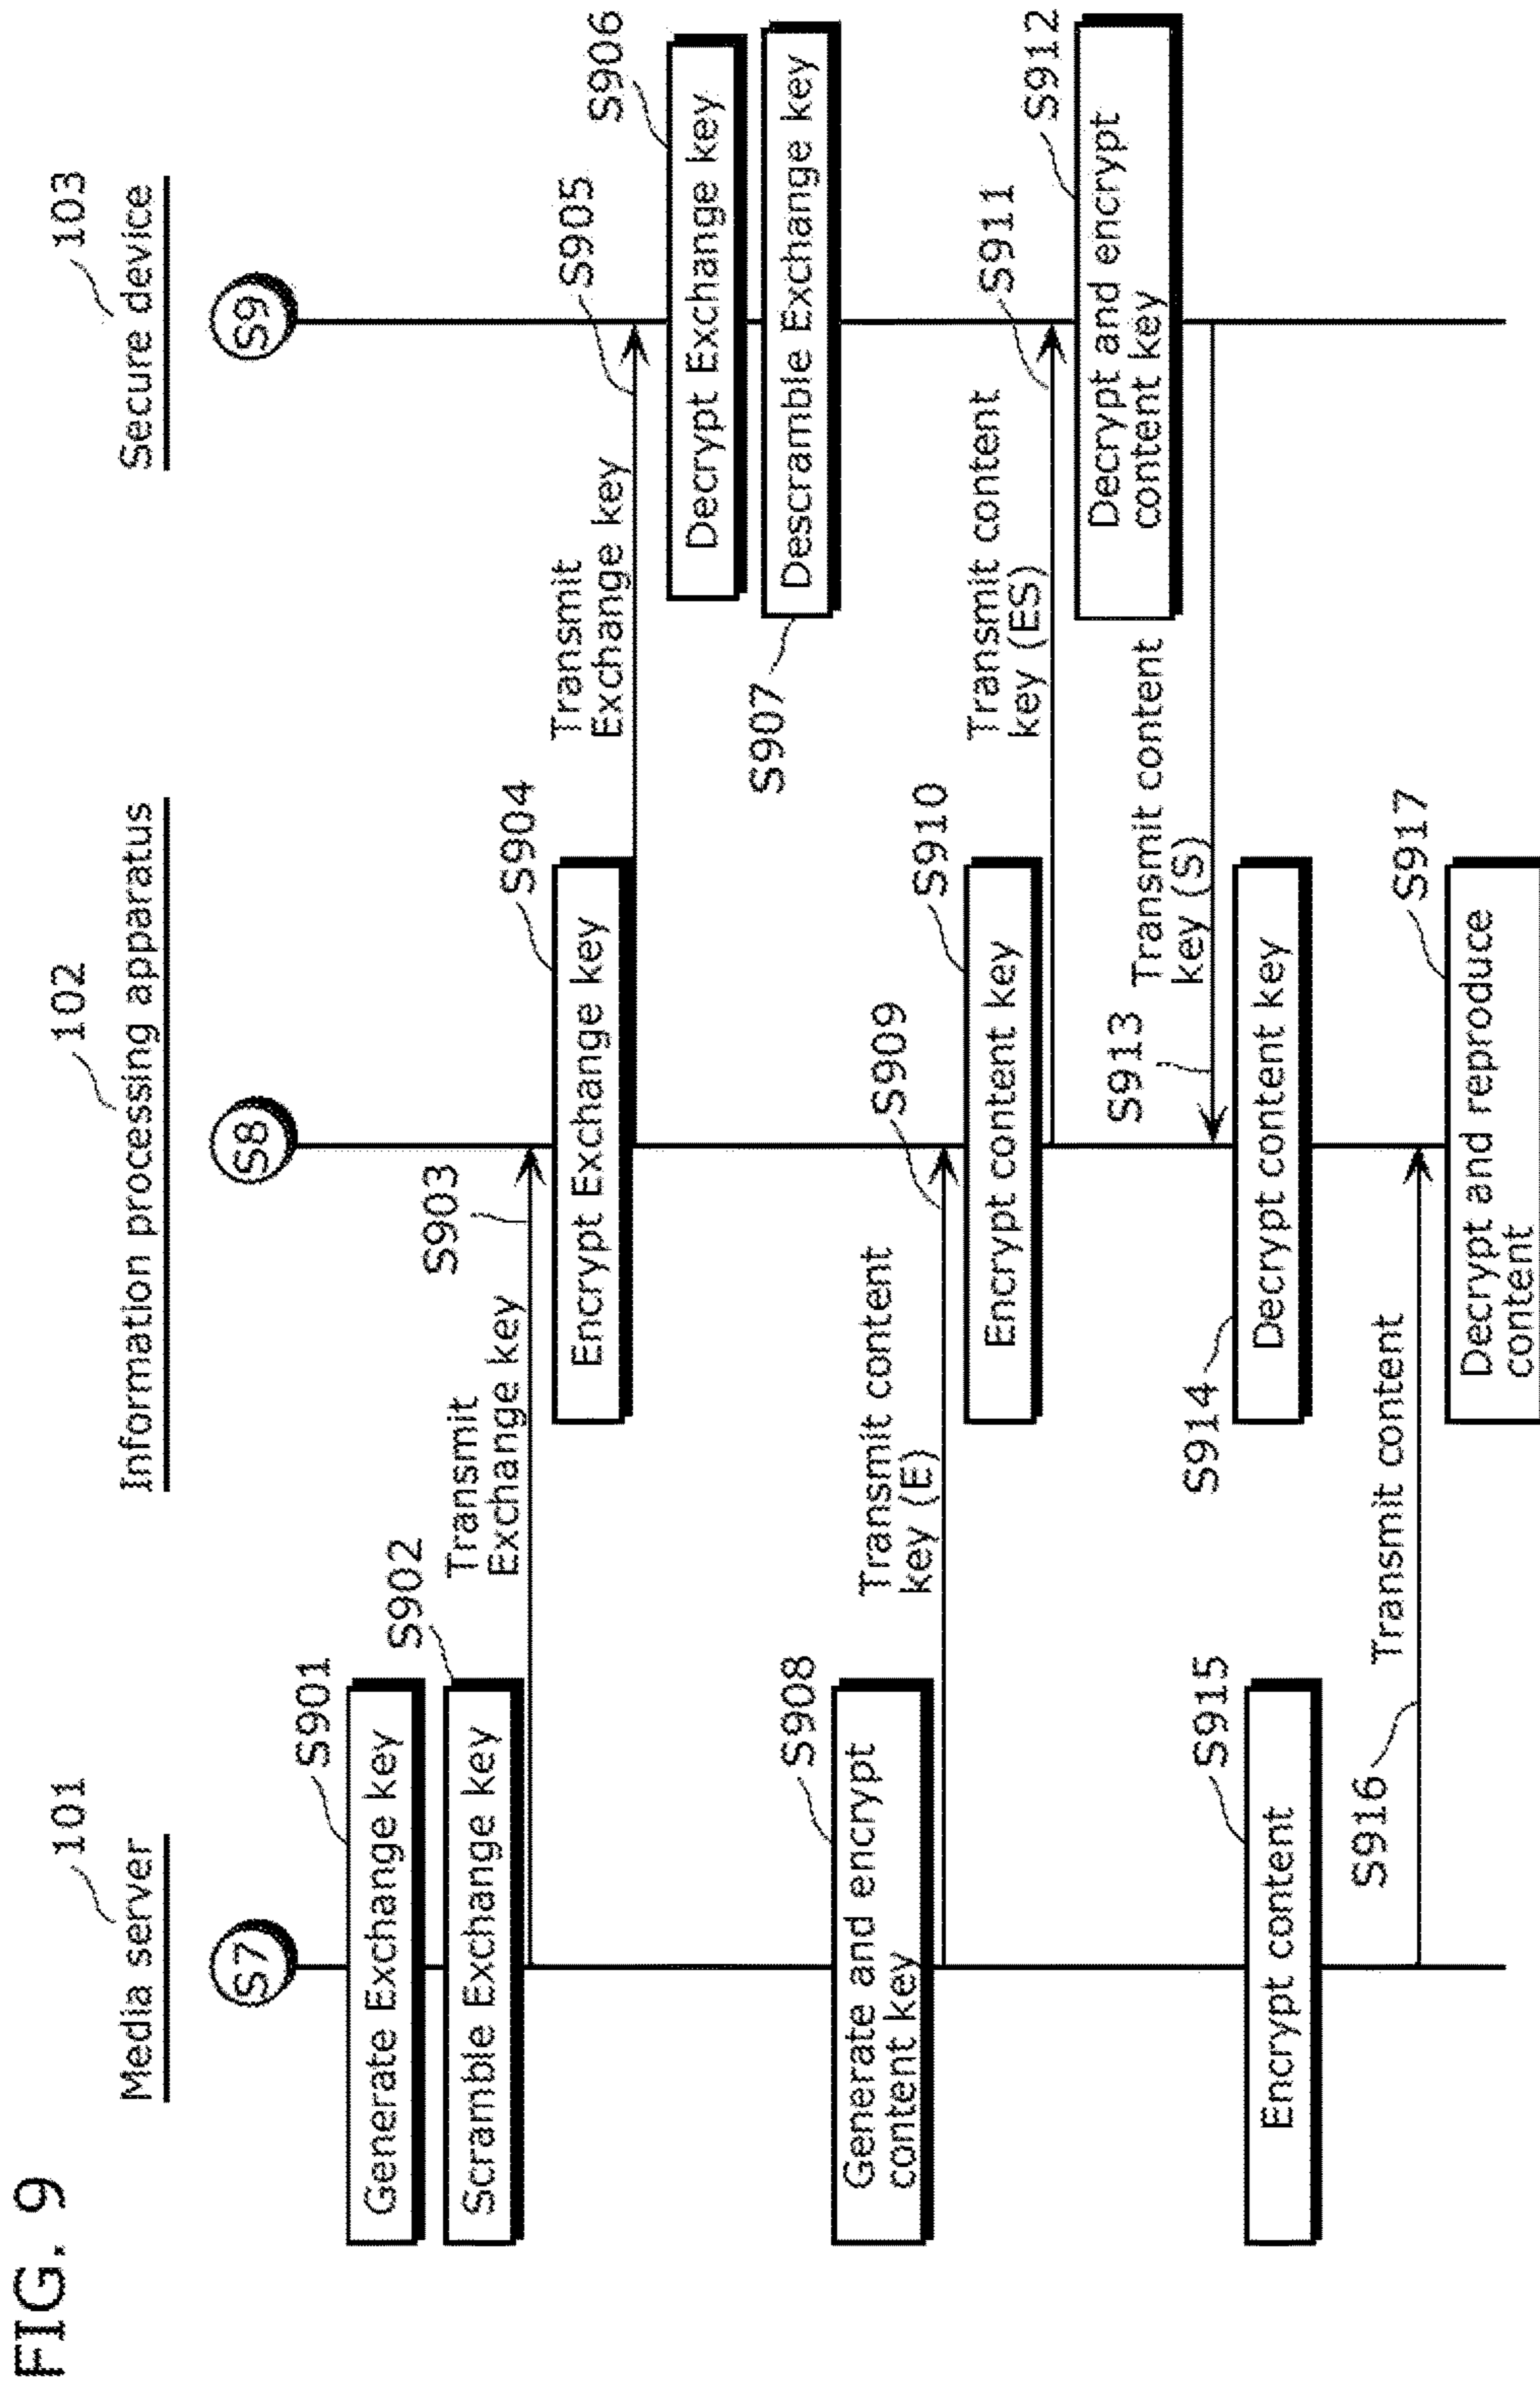 FIG. 9
101
Media server
102
Information processing apparatus
103
Secure device
S7
S8
S9
S901
Generate Exchange key
S902
Scramble Exchange key
S903
Transmit
Exchange key
S904
Encrypt Exchange key
S905
Transmit
Exchange key
S906
Decrypt Exchange key
S907
Descramble Exchange key
S908
Generate and encrypt
content key
S909
Transmit content
key (E)
S910
Encrypt content key
S911
Transmit content
key (ES)
S912
Decrypt and encrypt
content key
S913
Transmit content
key (S)
S914
Decrypt content key
S915
Encrypt content
S916
Transmit content
S917
Decrypt and reproduce
content